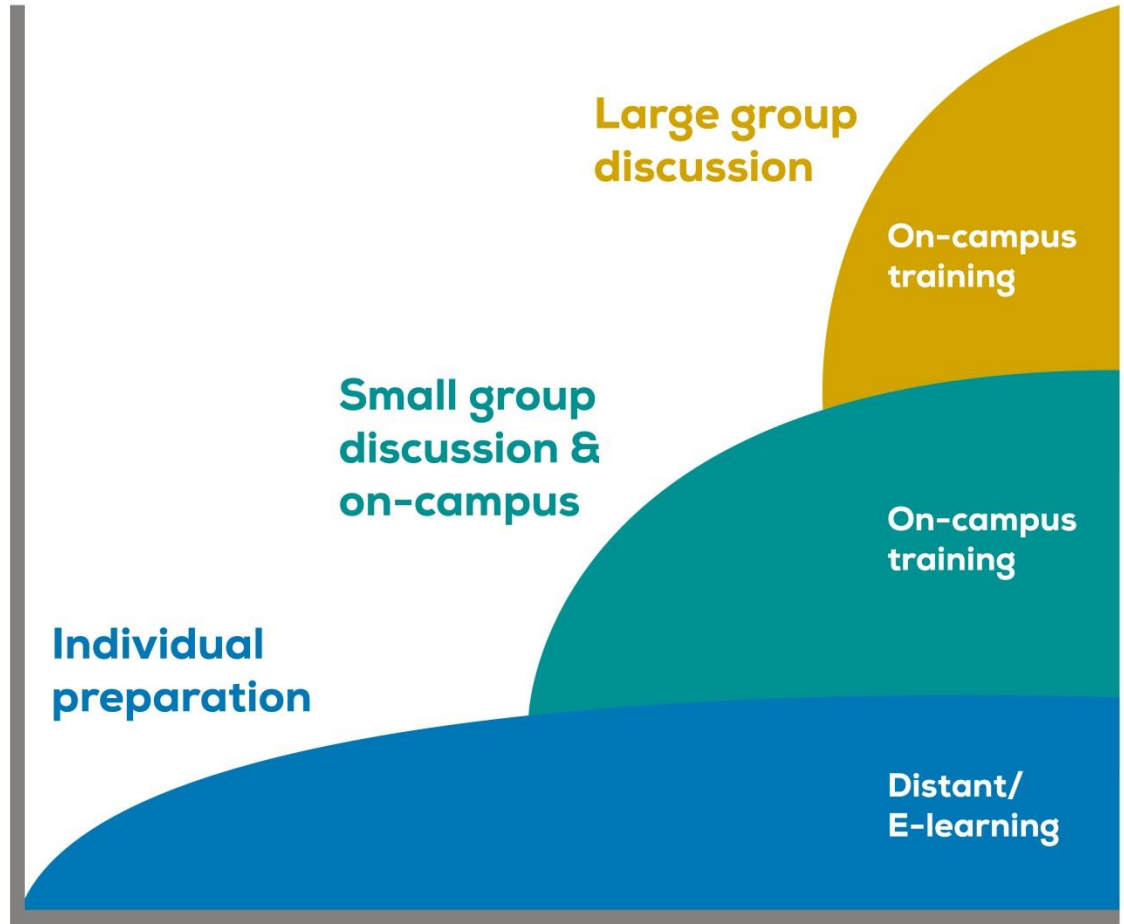 Large group
discussion
On-campus
training
Small group
discussion &
on-campus
On-campus
training
Individual
preparation
Distant/
E-learning